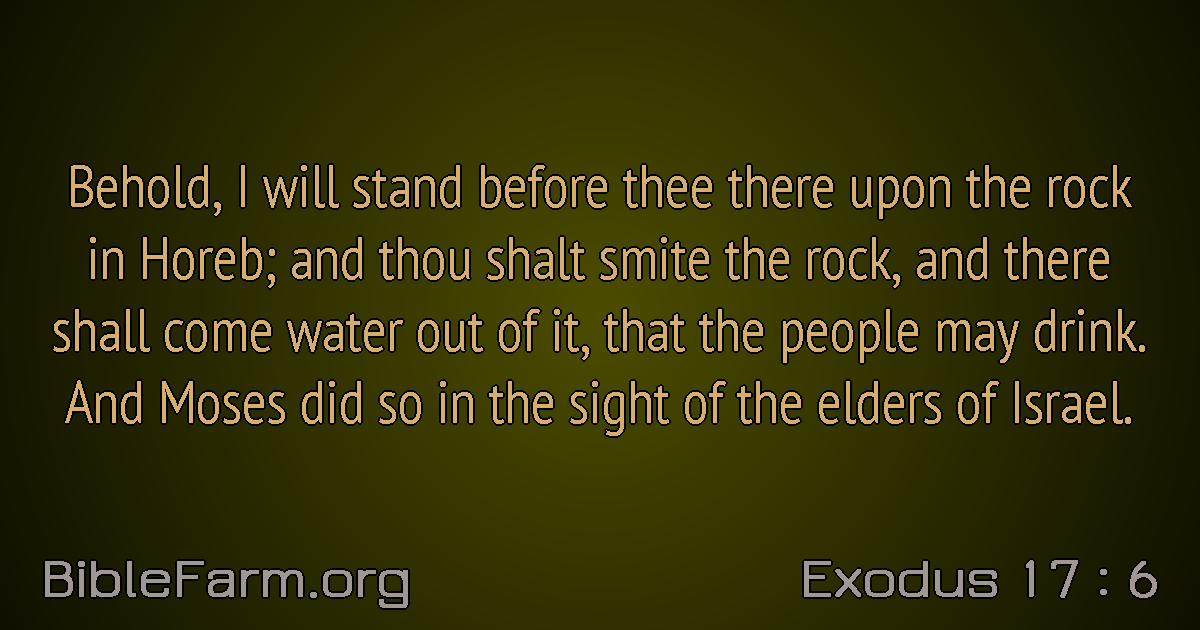 Behold, I will stand before thee there upon the rock
in Horeb; and thou shalt smite the rock, and there
shall come water out of it, that the people may drink.
And Moses did so in the sight of the elders of Israel.
BibleFarm.org
Exodus 17 : 6